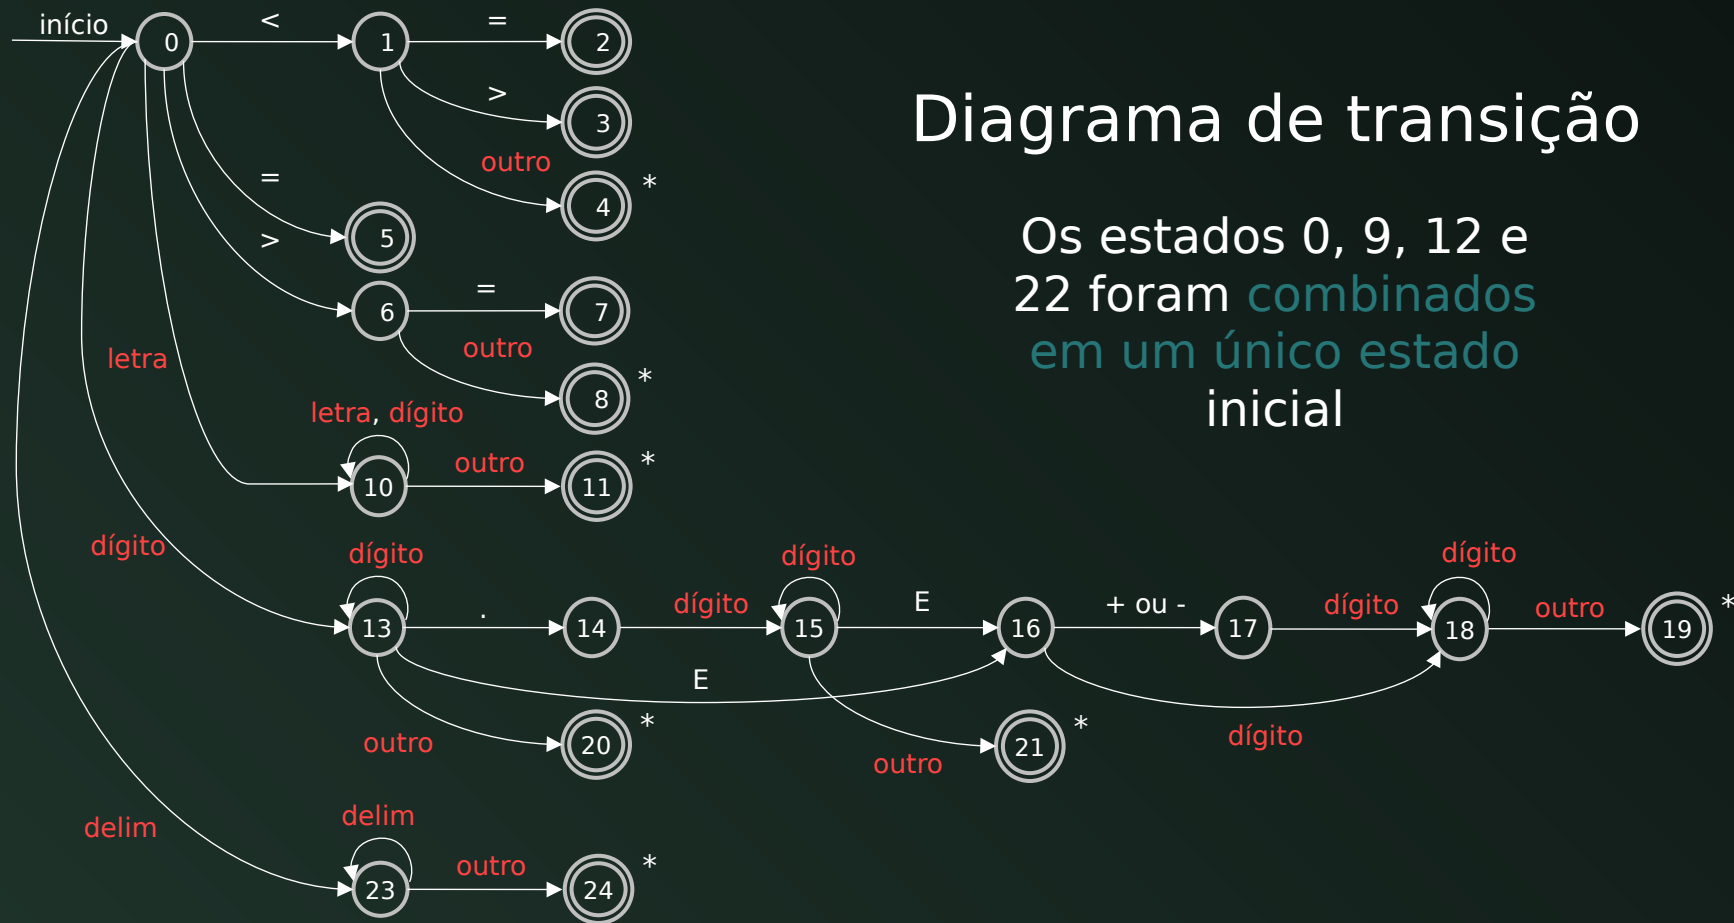 início
<
=
0
1
2
>
3
outro
*
4
Diagrama de transição
Os estados 0, 9, 12 e
22 foram combinados
em um único estado
inicial
=
5
>
=
6
7
outro
*
8
letra
letra, dígito
outro
*
10
11
dígito
dígito
.
dígito
dígito
E
+ ou -
dígito
dígito
outro
*
13
14
15
16
17
18
19
E
outro
*
20
outro
*
21
dígito
delim
delim
outro
*
23
24